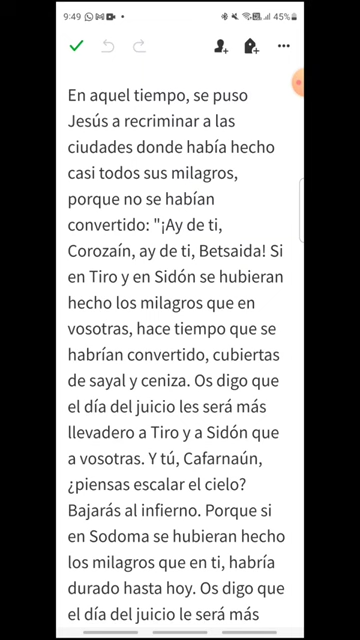 9:49
45%
En aquel tiempo, se puso
Jesús a recriminar a las
ciudades donde había hecho
casi todos sus milagros,
porque no se habían
convertido: "¡Ay de ti,
Corozaín, ay de ti, Betsaida! Si
en Tiro y en Sidón se hubieran
hecho los milagros que en
vosotras, hace tiempo que se
habrían convertido, cubiertas
de sayal y ceniza. Os digo que
el día del juicio les será más
llevadero a Tiro y a Sidón que
a vosotras. Y tú, Cafarnaún,
¿piensas escalar el cielo?
Bajarás al infierno. Porque si
en Sodoma se hubieran hecho
los milagros que en ti, habría
durado hasta hoy. Os digo que
el día del juicio le será más